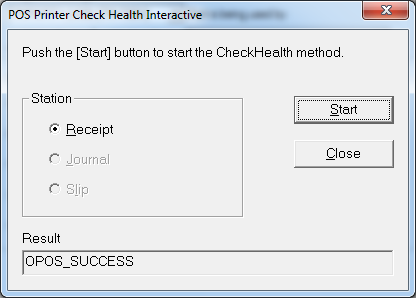 POS Printer Check Health Interactive
Push the [Start] button to start the CheckHealth method.
Station
Receipt
Journal
Slip
Start
Close
Result
OPOS_SUCCESS